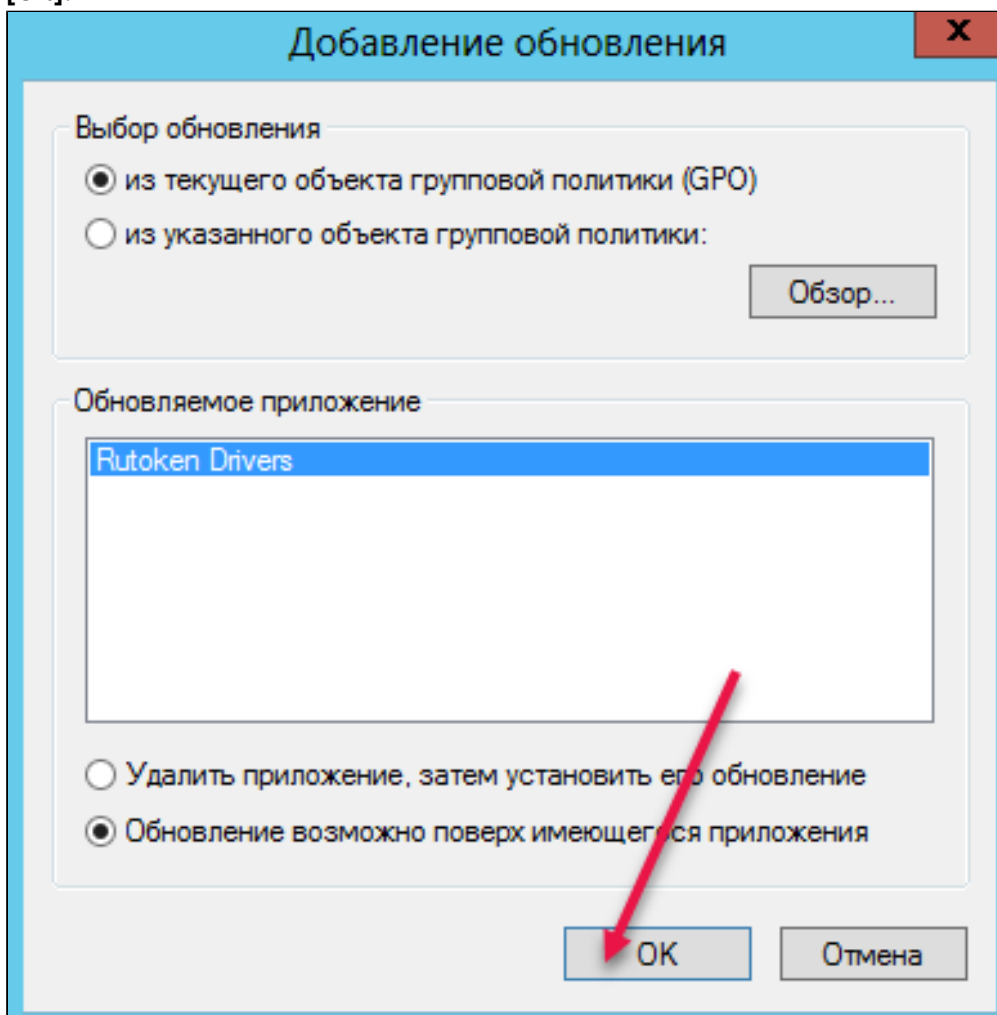 Добавление обновления
x
Выбор обновления
из текущего объекта групповой политики (GPO)
из указанного объекта групповой политики:
Обзор...
Обновляемое приложение
Rutoken Drivers
Удалить приложение, затем установить его обновление
Обновление возможно поверх имеющегося приложения
OK
Отмена